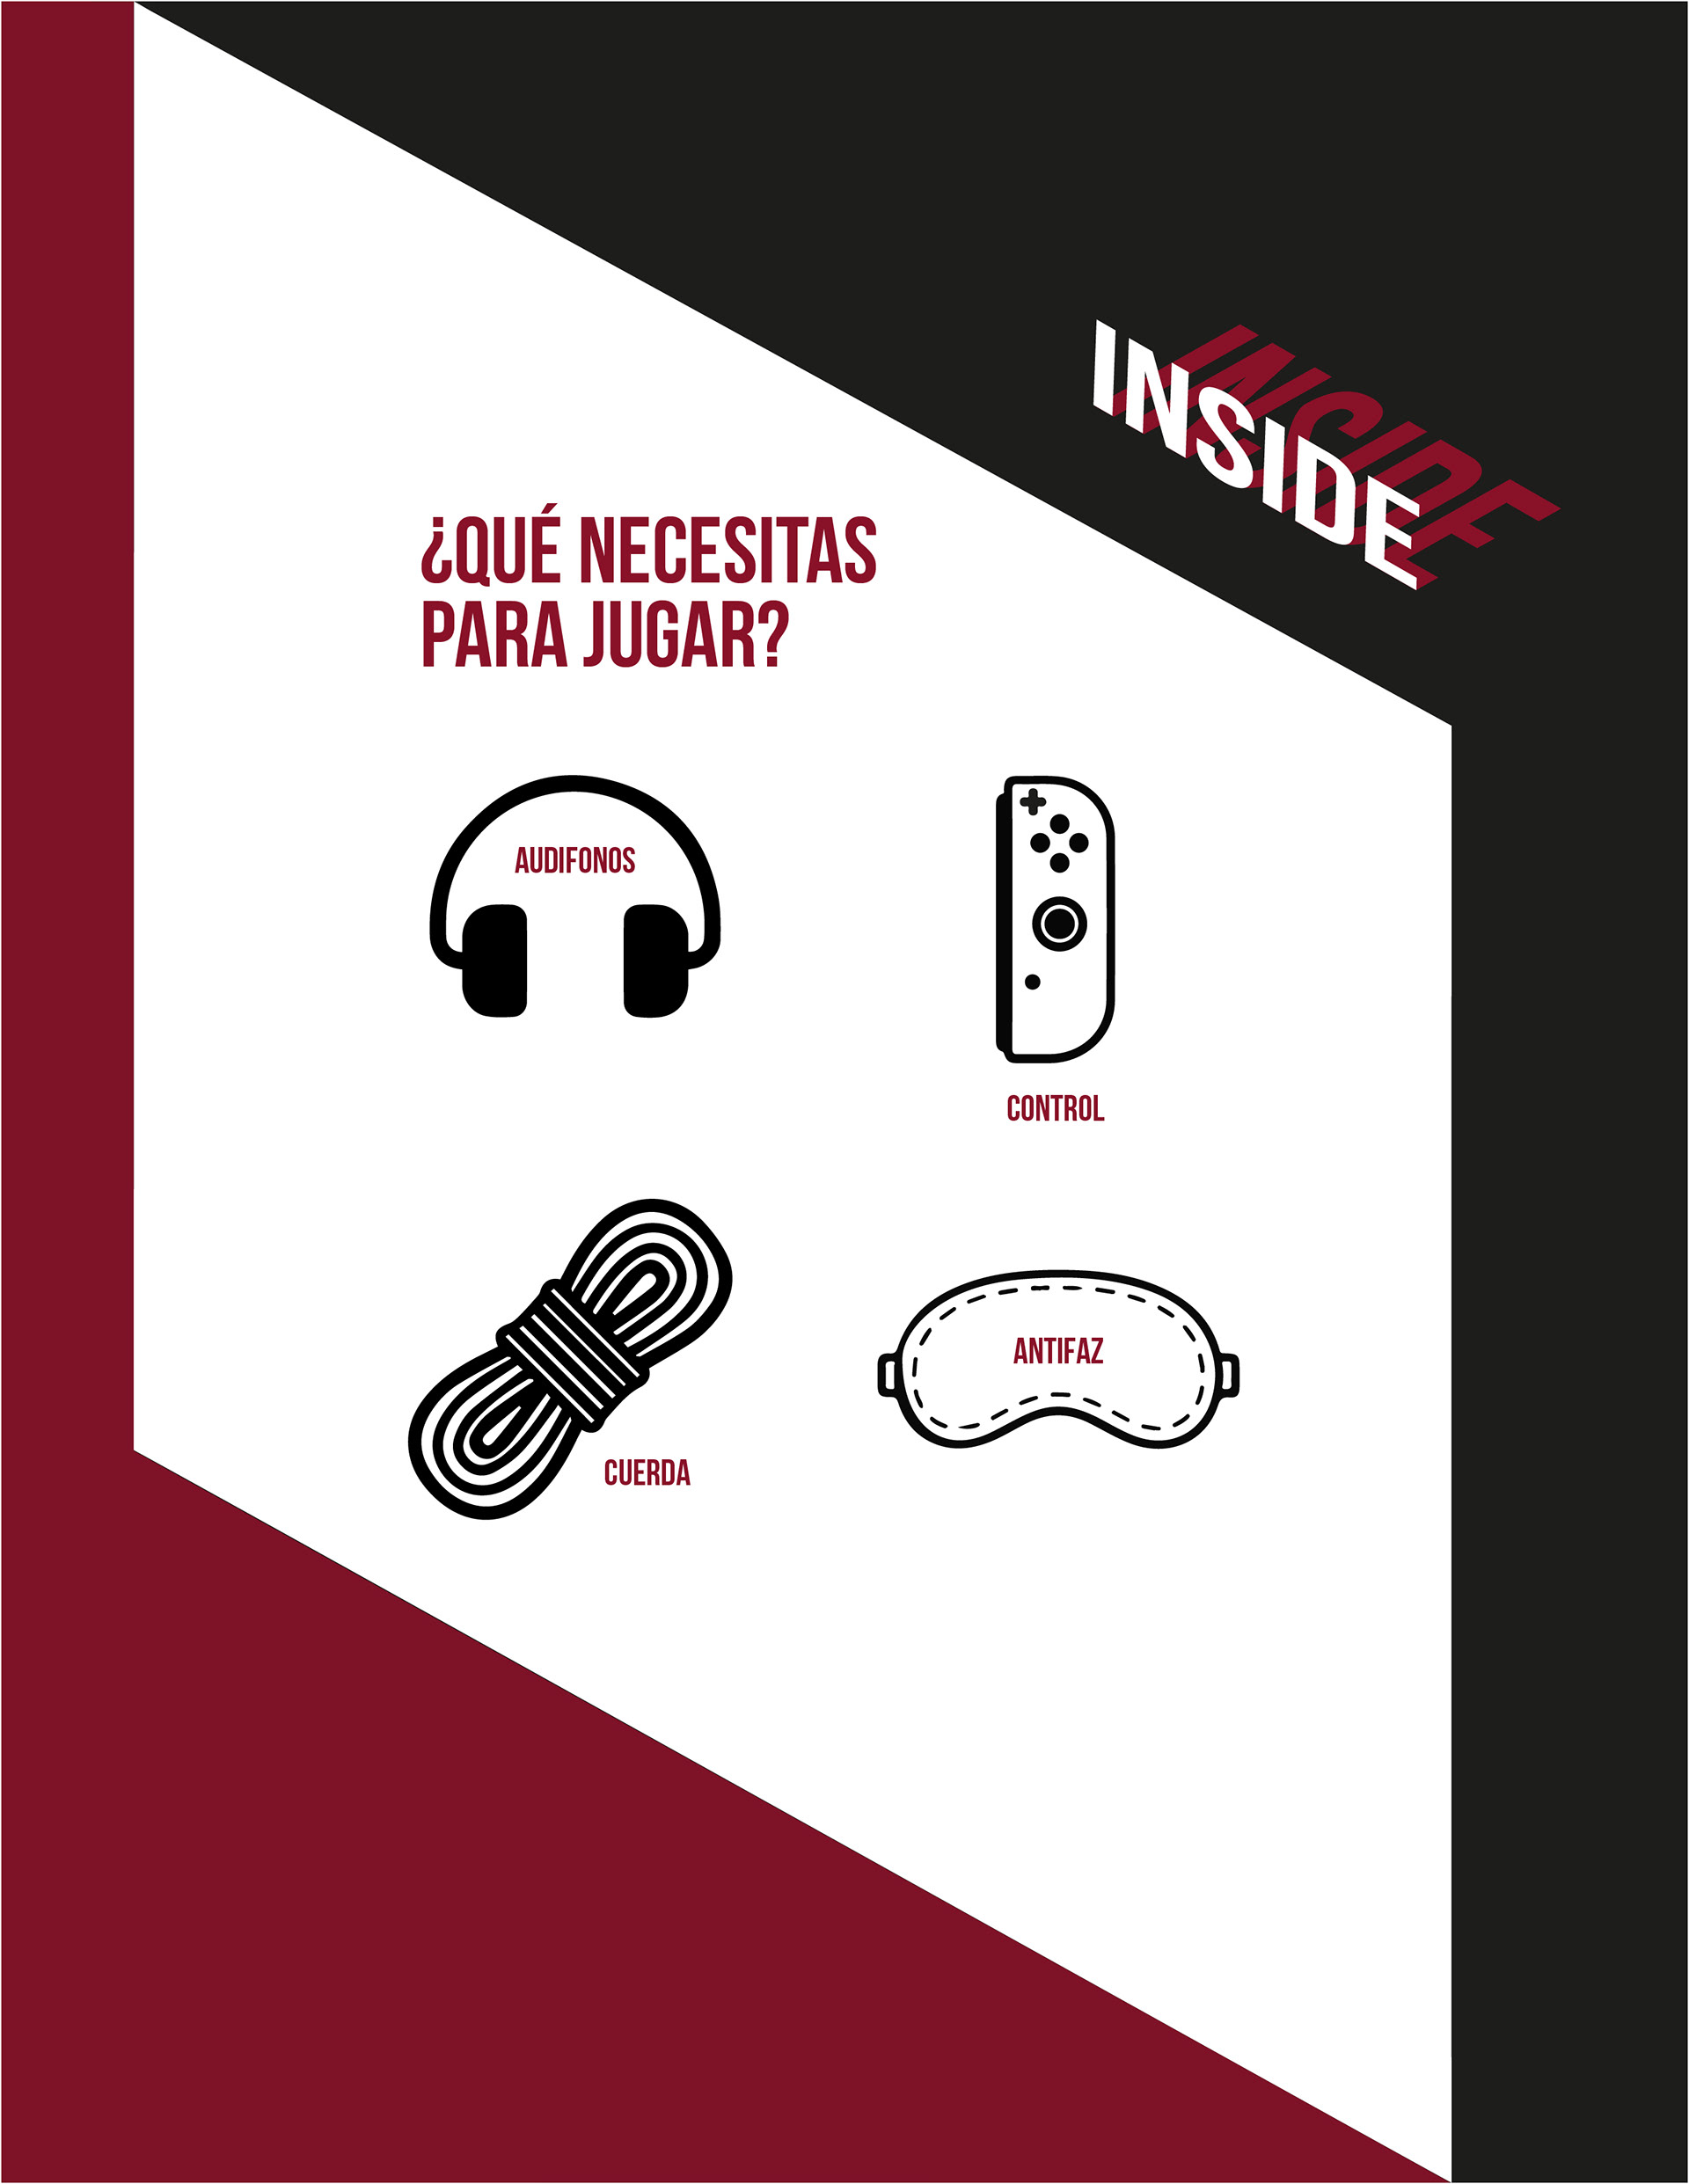 INSIDE
¿QUÉ NECESITAS
PARA JUGAR?
AUDIFONOS
CONTROL
CUERDA
ANTIFAZ